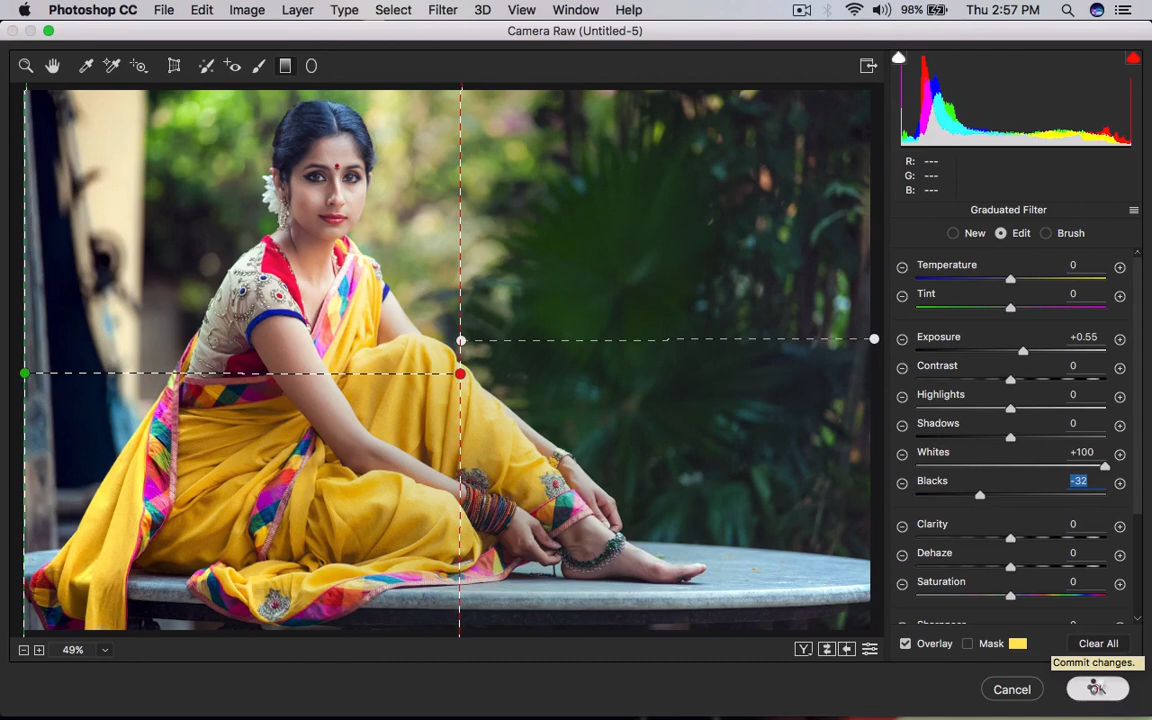 Photoshop CC File Edit Image Layer Type Select Filter 3D View Window Help 98% Thu 2:57 PM
Camera Raw (Untitled-5)
R: ---
G: ---
B: ---
Graduated Filter
New Edit Brush
Temperature 0
Tint 0
Exposure +0.55
Contrast 0
Highlights 0
Shadows 0
Whites +100
Blacks -32
Clarity 0
Dehaze 0
Saturation 0
49% Y Overlay Mask Clear All
Commit changes.
Cancel OK